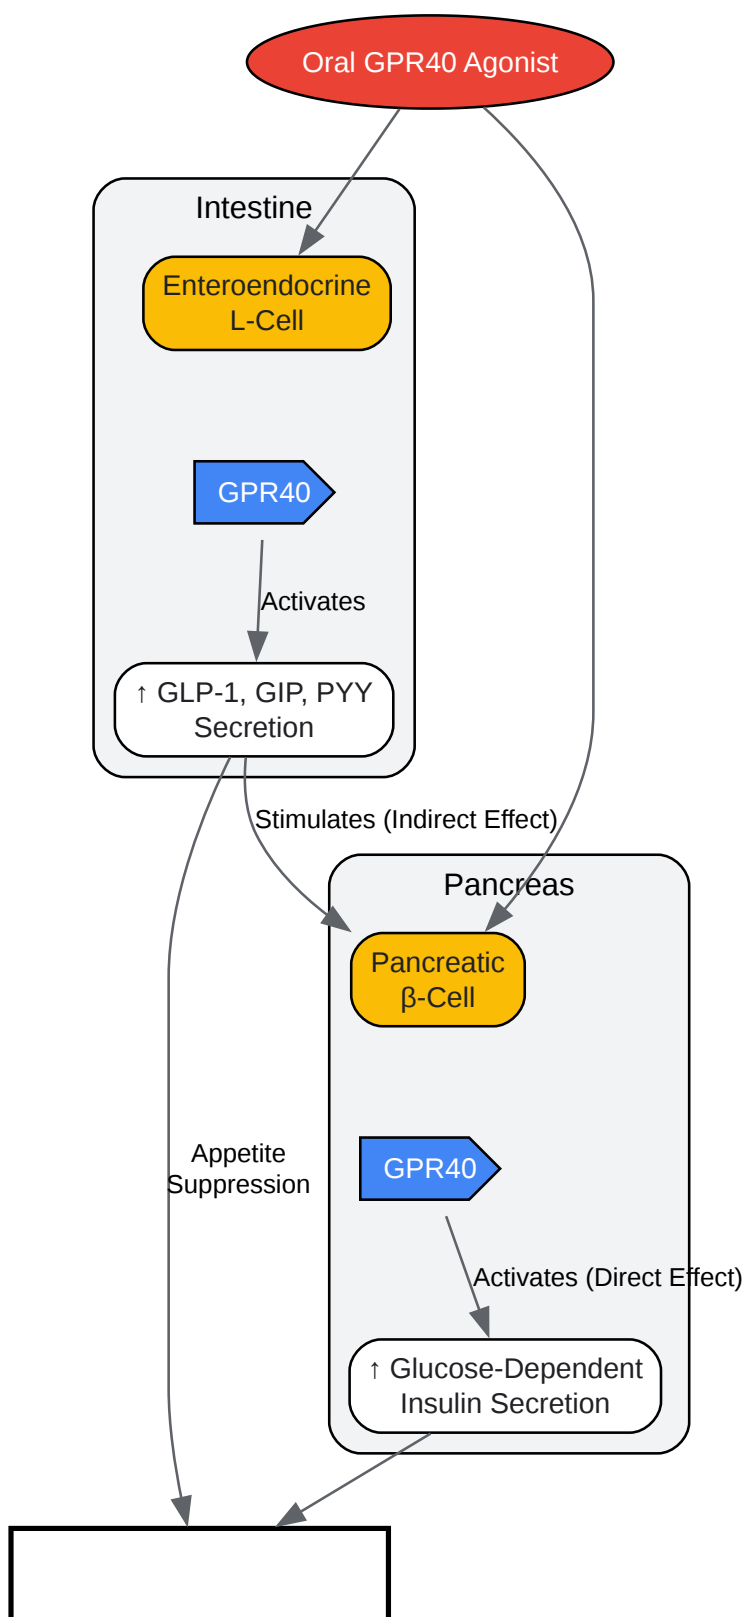 Oral GPR40 Agonist
Intestine
Enteroendocrine
L-Cell
GPR40
Activates
↑ GLP-1, GIP, PYY
Secretion
Stimulates (Indirect Effect)
Pancreas
Pancreatic
β-Cell
Appetite
Suppression
GPR40
Activates (Direct Effect)
↑ Glucose-Dependent
Insulin Secretion